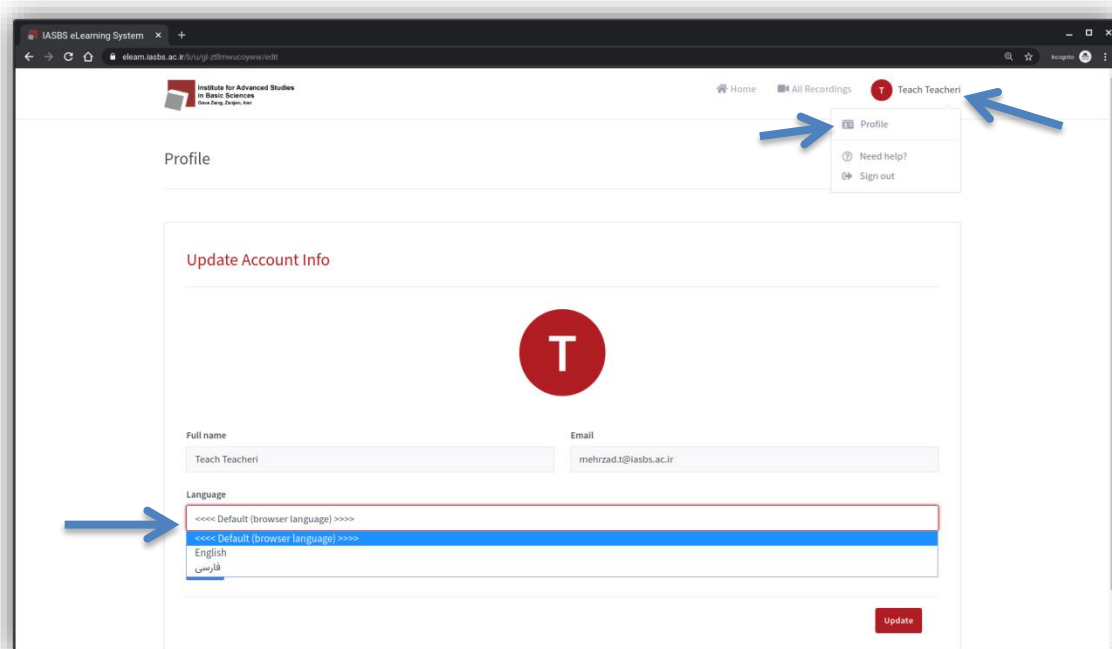 IASBS eLearning System
elearn.iasbs.ac.ir/b/u/gl-ztllmwucoyww/edit
Incognito
Institute for Advanced Studies
in Basic Sciences
Gava Zang, Zanjan, Iran
Home All Recordings T Teach Teacheri
Profile
Need help?
Sign out
Profile
Update Account Info
T
Full name Email
Teach Teacheri mehrzad.t@iasbs.ac.ir
Language
<<<< Default (browser language) >>>>
<<<< Default (browser language) >>>>
English
فارسی
Update